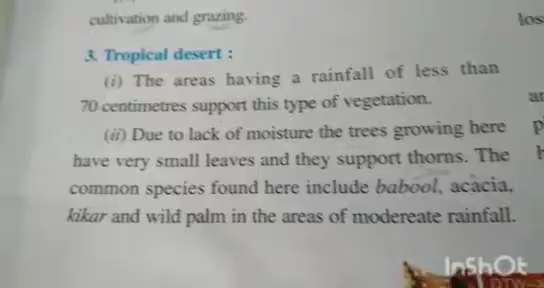 cultivation and grazing.
los
3. Tropical desert :
(i) The areas having a rainfall of less than
70 centimetres support this type of vegetation.
(ii) Due to lack of moisture the trees growing here
have very small leaves and they support thorns. The
common species found here include babool, acacia,
kikar and wild palm in the areas of modereate rainfall.
InShOt